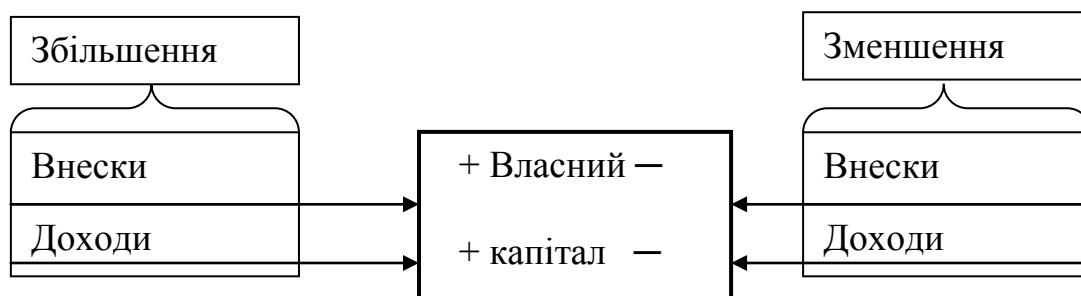 Збільшення
Зменшення
Внески
Доходи
+ Власний −
+ капітал −
Внески
Доходи